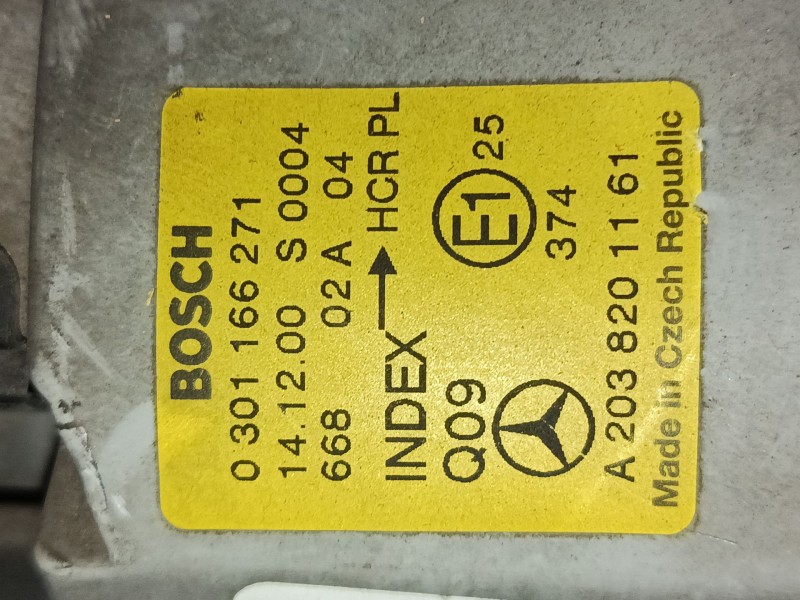 BOSCH
0 301 166 271
14.12.00 S 0004
668 02 A 04
INDEX → HCR PL
Q09 E1 25
374
A 203 820 11 61
Made in Czech Republic